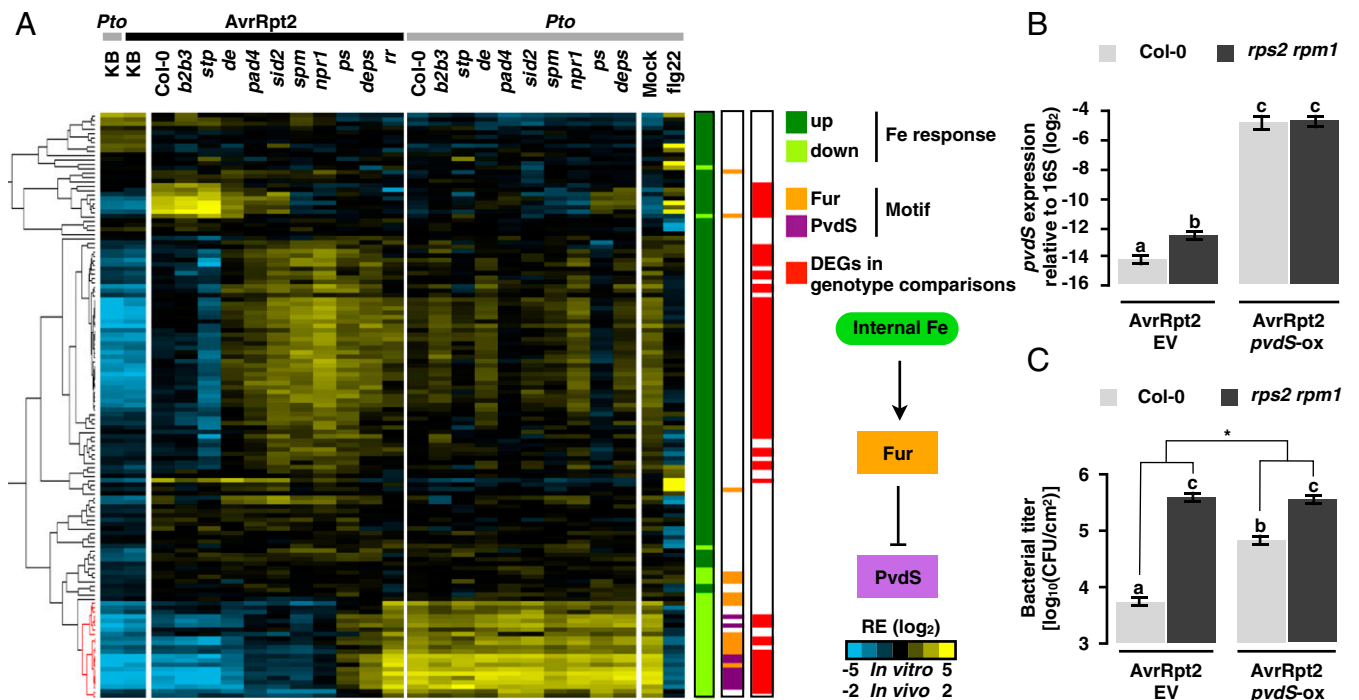 A
Pto
AvrRpt2
Pto
KB
KB
Col-0
b2b3
stp
de
pad4
sid2
spm
npr1
ps
deps
rr
Col-0
b2b3
stp
de
pad4
sid2
spm
npr1
ps
deps
Mock
flg22
up
down
Fe response
Fur
PvdS
Motif
DEGs in
genotype comparisons
Internal Fe
Fur
PvdS
RE (log2)
-5 In vitro 5
-2 In vivo 2
B
Col-0
rps2 rpm1
pvdS expression
relative to 16S (log2)
-4
-6
-8
-10
-12
-14
-16
a
b
c
c
AvrRpt2
EV
AvrRpt2
pvdS-ox
C
Col-0
rps2 rpm1
Bacterial titer
[log10(CFU/cm²)]
6
5
4
3
*
a
c
b
c
AvrRpt2
EV
AvrRpt2
pvdS-ox